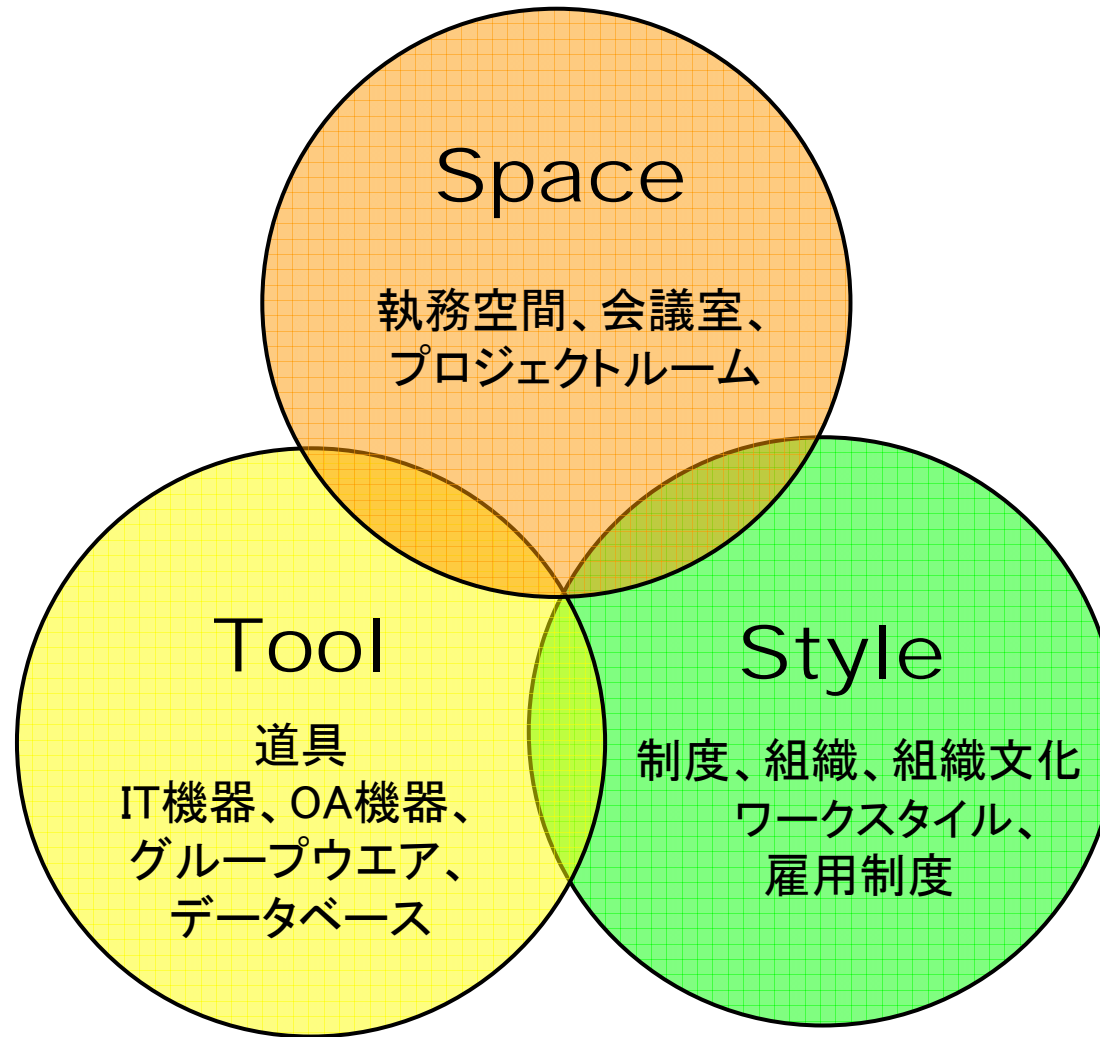 Space
執務空間、会議室、
プロジェクトルーム
Tool
道具
IT機器、OA機器、
グループウエア、
データベース
Style
制度、組織、組織文化
ワークスタイル、
雇用制度